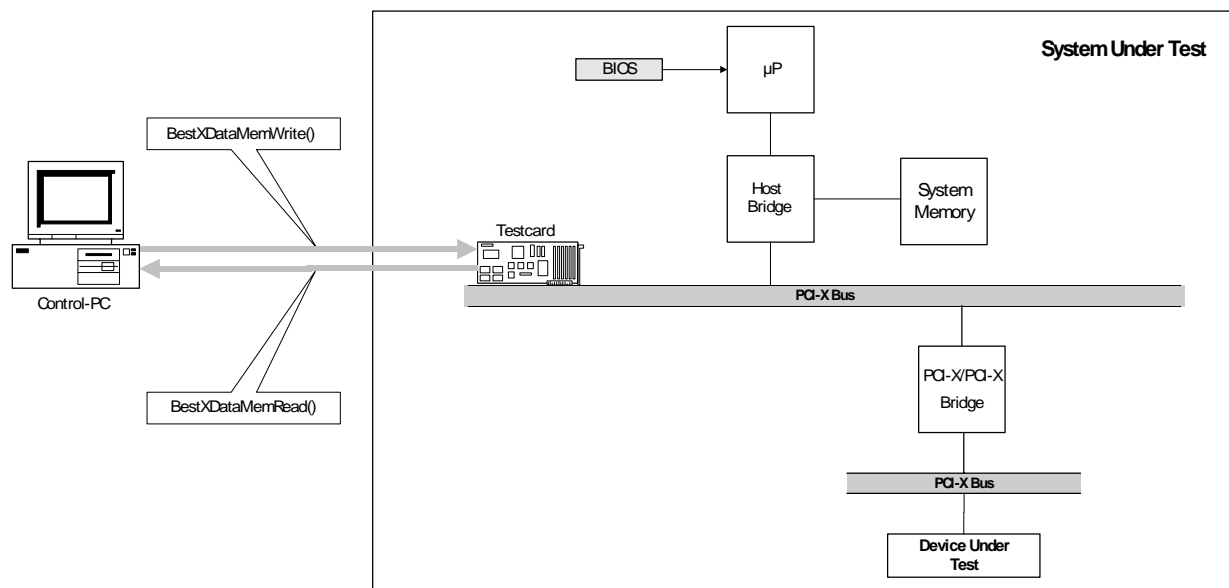 System Under Test
µP
BIOS
BestXDataMemWrite()
Host
Bridge
System
Memory
Testcard
Control-PC
PCI-X Bus
PCI-X/PCI-X
Bridge
BestXDataMemRead()
PCI-X Bus
Device Under
Test